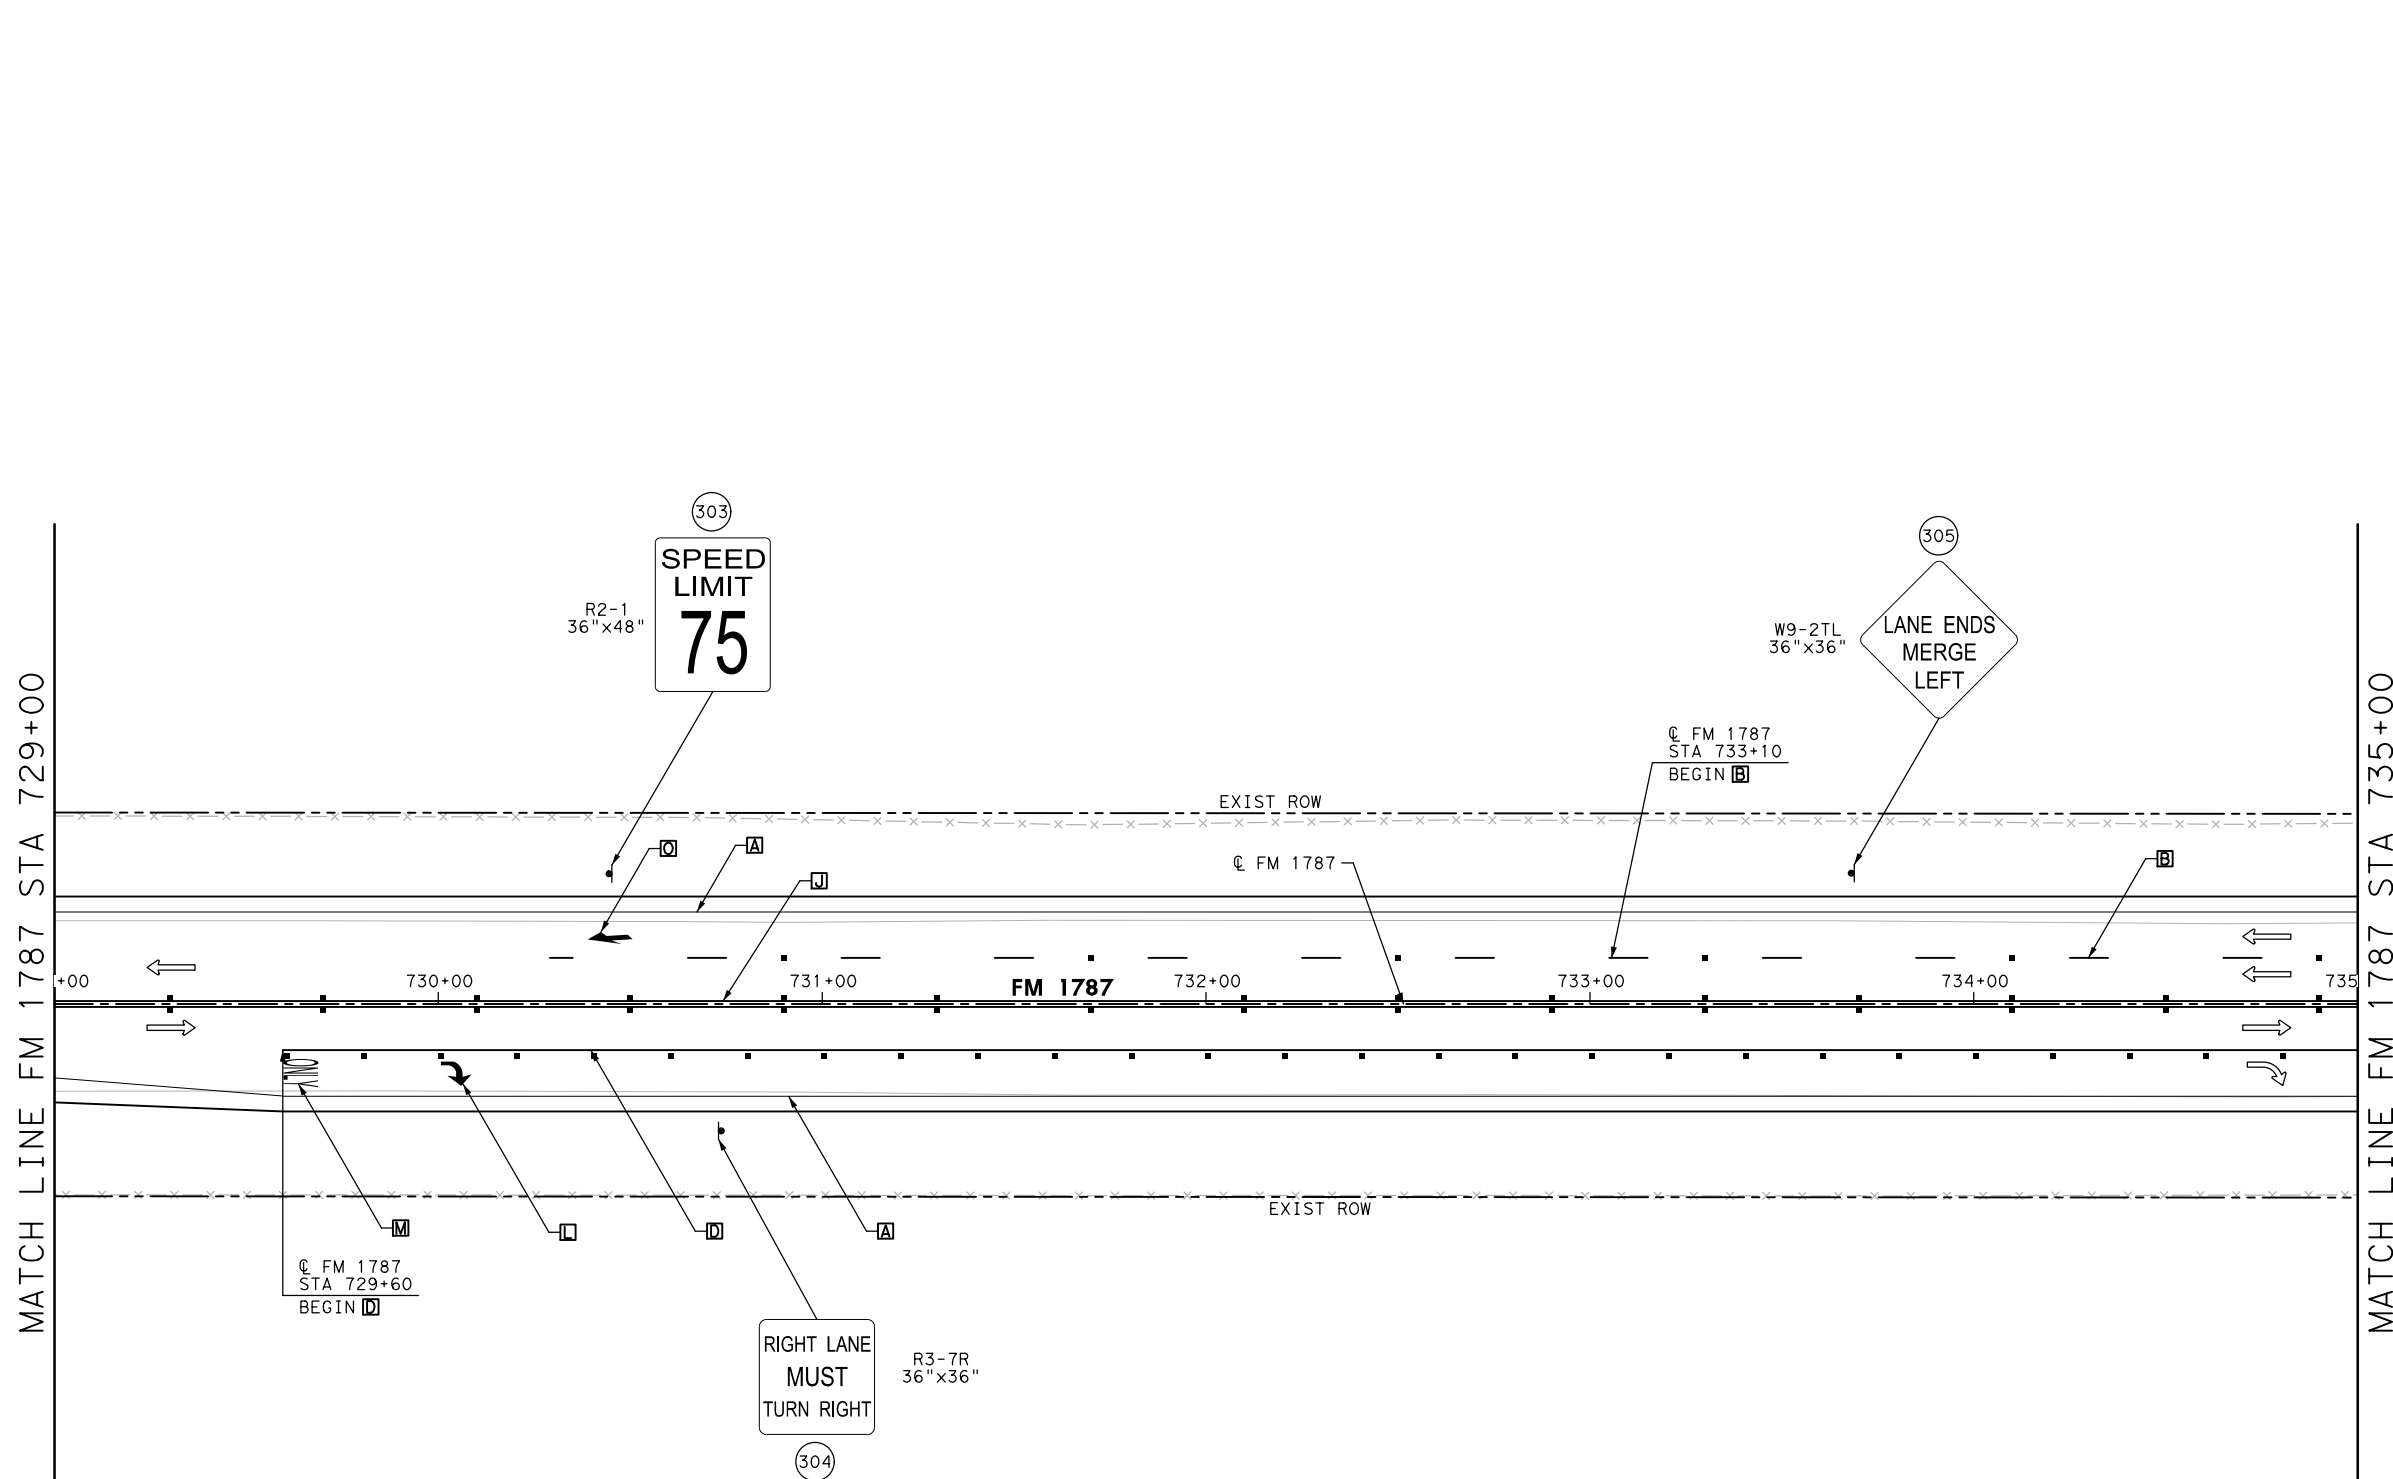 303
SPEED
LIMIT
75
R2-1
36"x48"
305
LANE ENDS
MERGE
LEFT
W9-2TL
36"x36"
℄ FM 1787
STA 733+10
BEGIN B
EXIST ROW
O
A
J
℄ FM 1787
B
MATCH LINE FM 1787 STA 729+00
MATCH LINE FM 1787 STA 735+00
+00
730+00
731+00
FM 1787
732+00
733+00
734+00
735
ONLY
EXIST ROW
M
L
D
A
℄ FM 1787
STA 729+60
BEGIN D
RIGHT LANE
MUST
TURN RIGHT
R3-7R
36"x36"
304